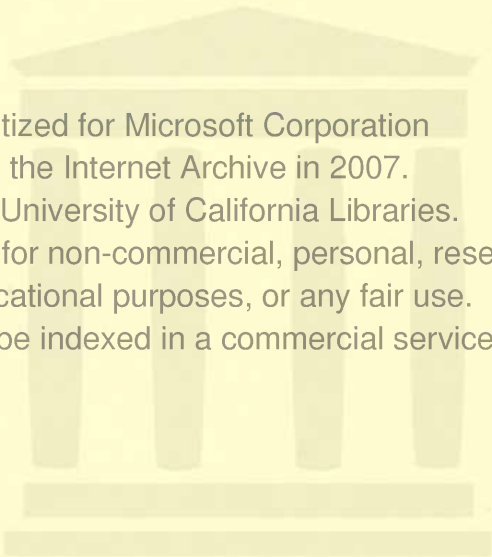 tized for Microsoft Corporation
the Internet Archive in 2007.
University of California Libraries.
for non-commercial, personal, rese
cational purposes, or any fair use.
be indexed in a commercial service